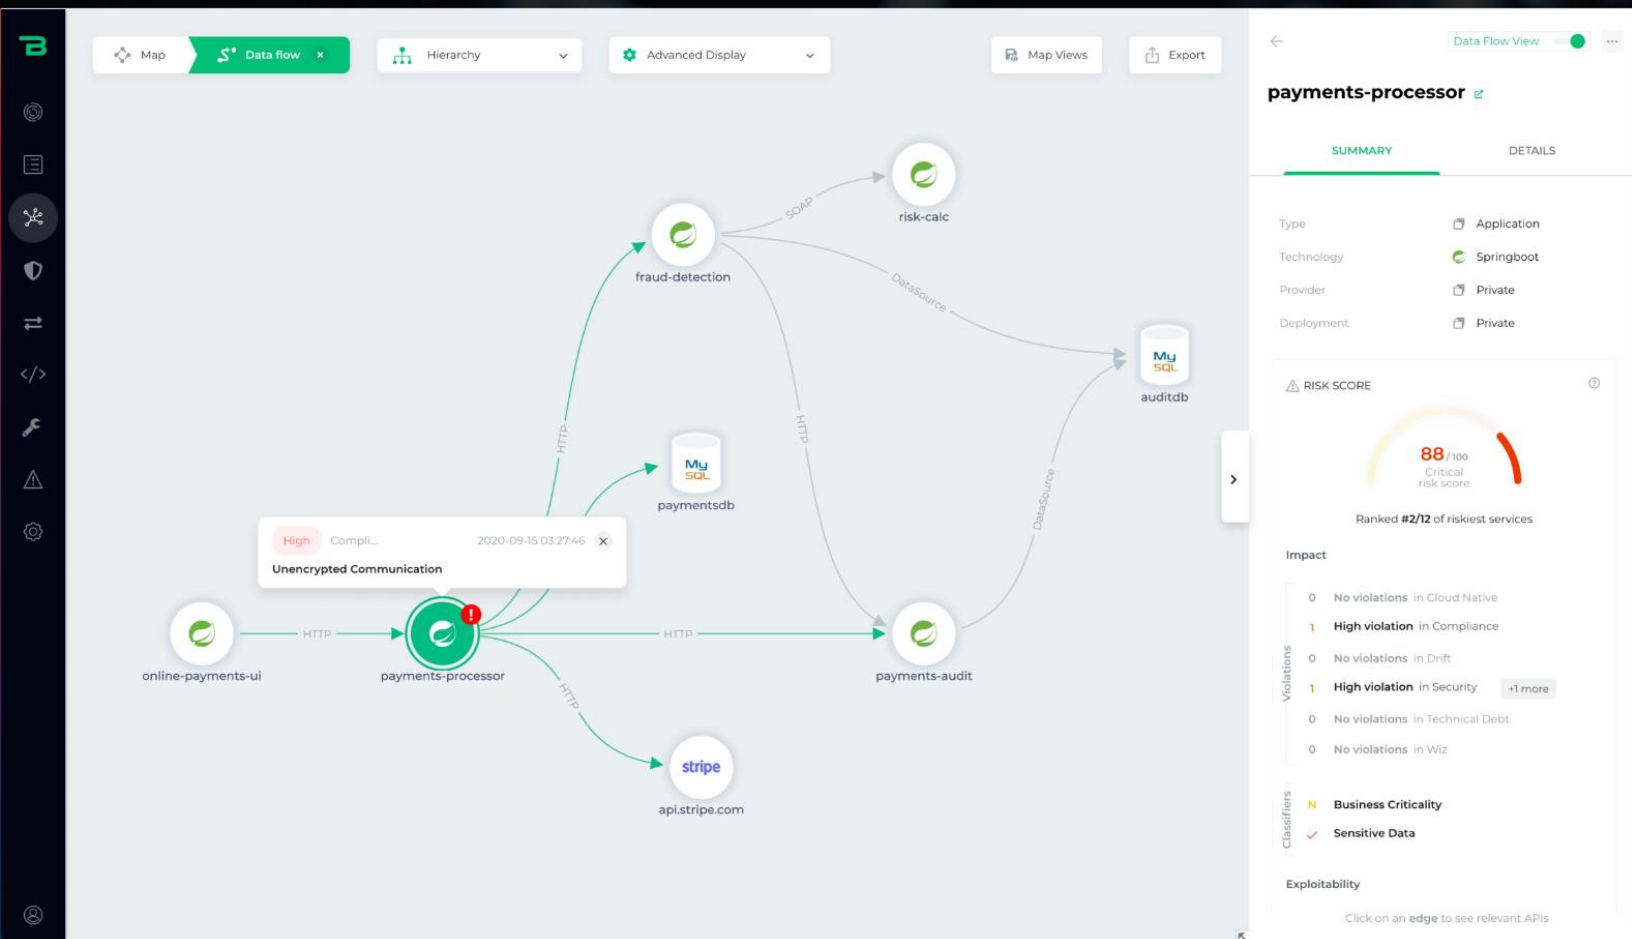 Map
Data flow
Hierarchy
Advanced Display
Map Views
Export
SOAP
risk-calc
fraud-detection
DataSource
HTTP
HTTP
My
SQL
auditdb
My
SQL
paymentsdb
DataSource
High Compli... 2020-09-15 03:27:46
Unencrypted Communication
HTTP
HTTP
online-payments-ui
payments-processor
payments-audit
HTTP
stripe
api.stripe.com
Data Flow View
payments-processor
SUMMARY DETAILS
Type Application
Technology Springboot
Provider Private
Deployment Private
RISK SCORE
88/100
Critical
risk score
Ranked #2/12 of riskiest services
Impact
Violations
0 No violations in Cloud Native
1 High violation in Compliance
0 No violations in Drift
1 High violation in Security +1 more
0 No violations in Technical Debt
0 No violations in Wiz
Classifiers
N Business Criticality
Sensitive Data
Exploitability
Click on an edge to see relevant APIs